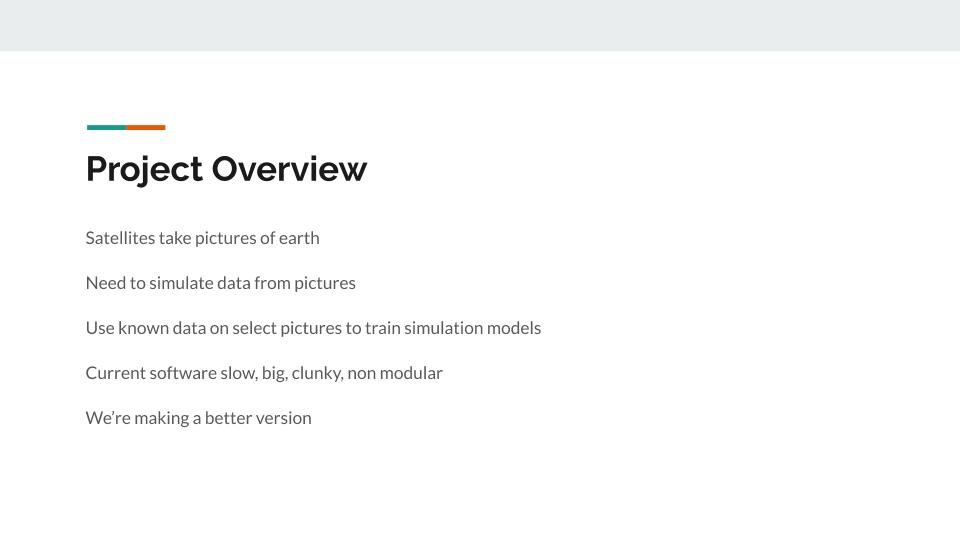 Project Overview
Satellites take pictures of earth
Need to simulate data from pictures
Use known data on select pictures to train simulation models
Current software slow, big, clunky, non modular
We’re making a better version